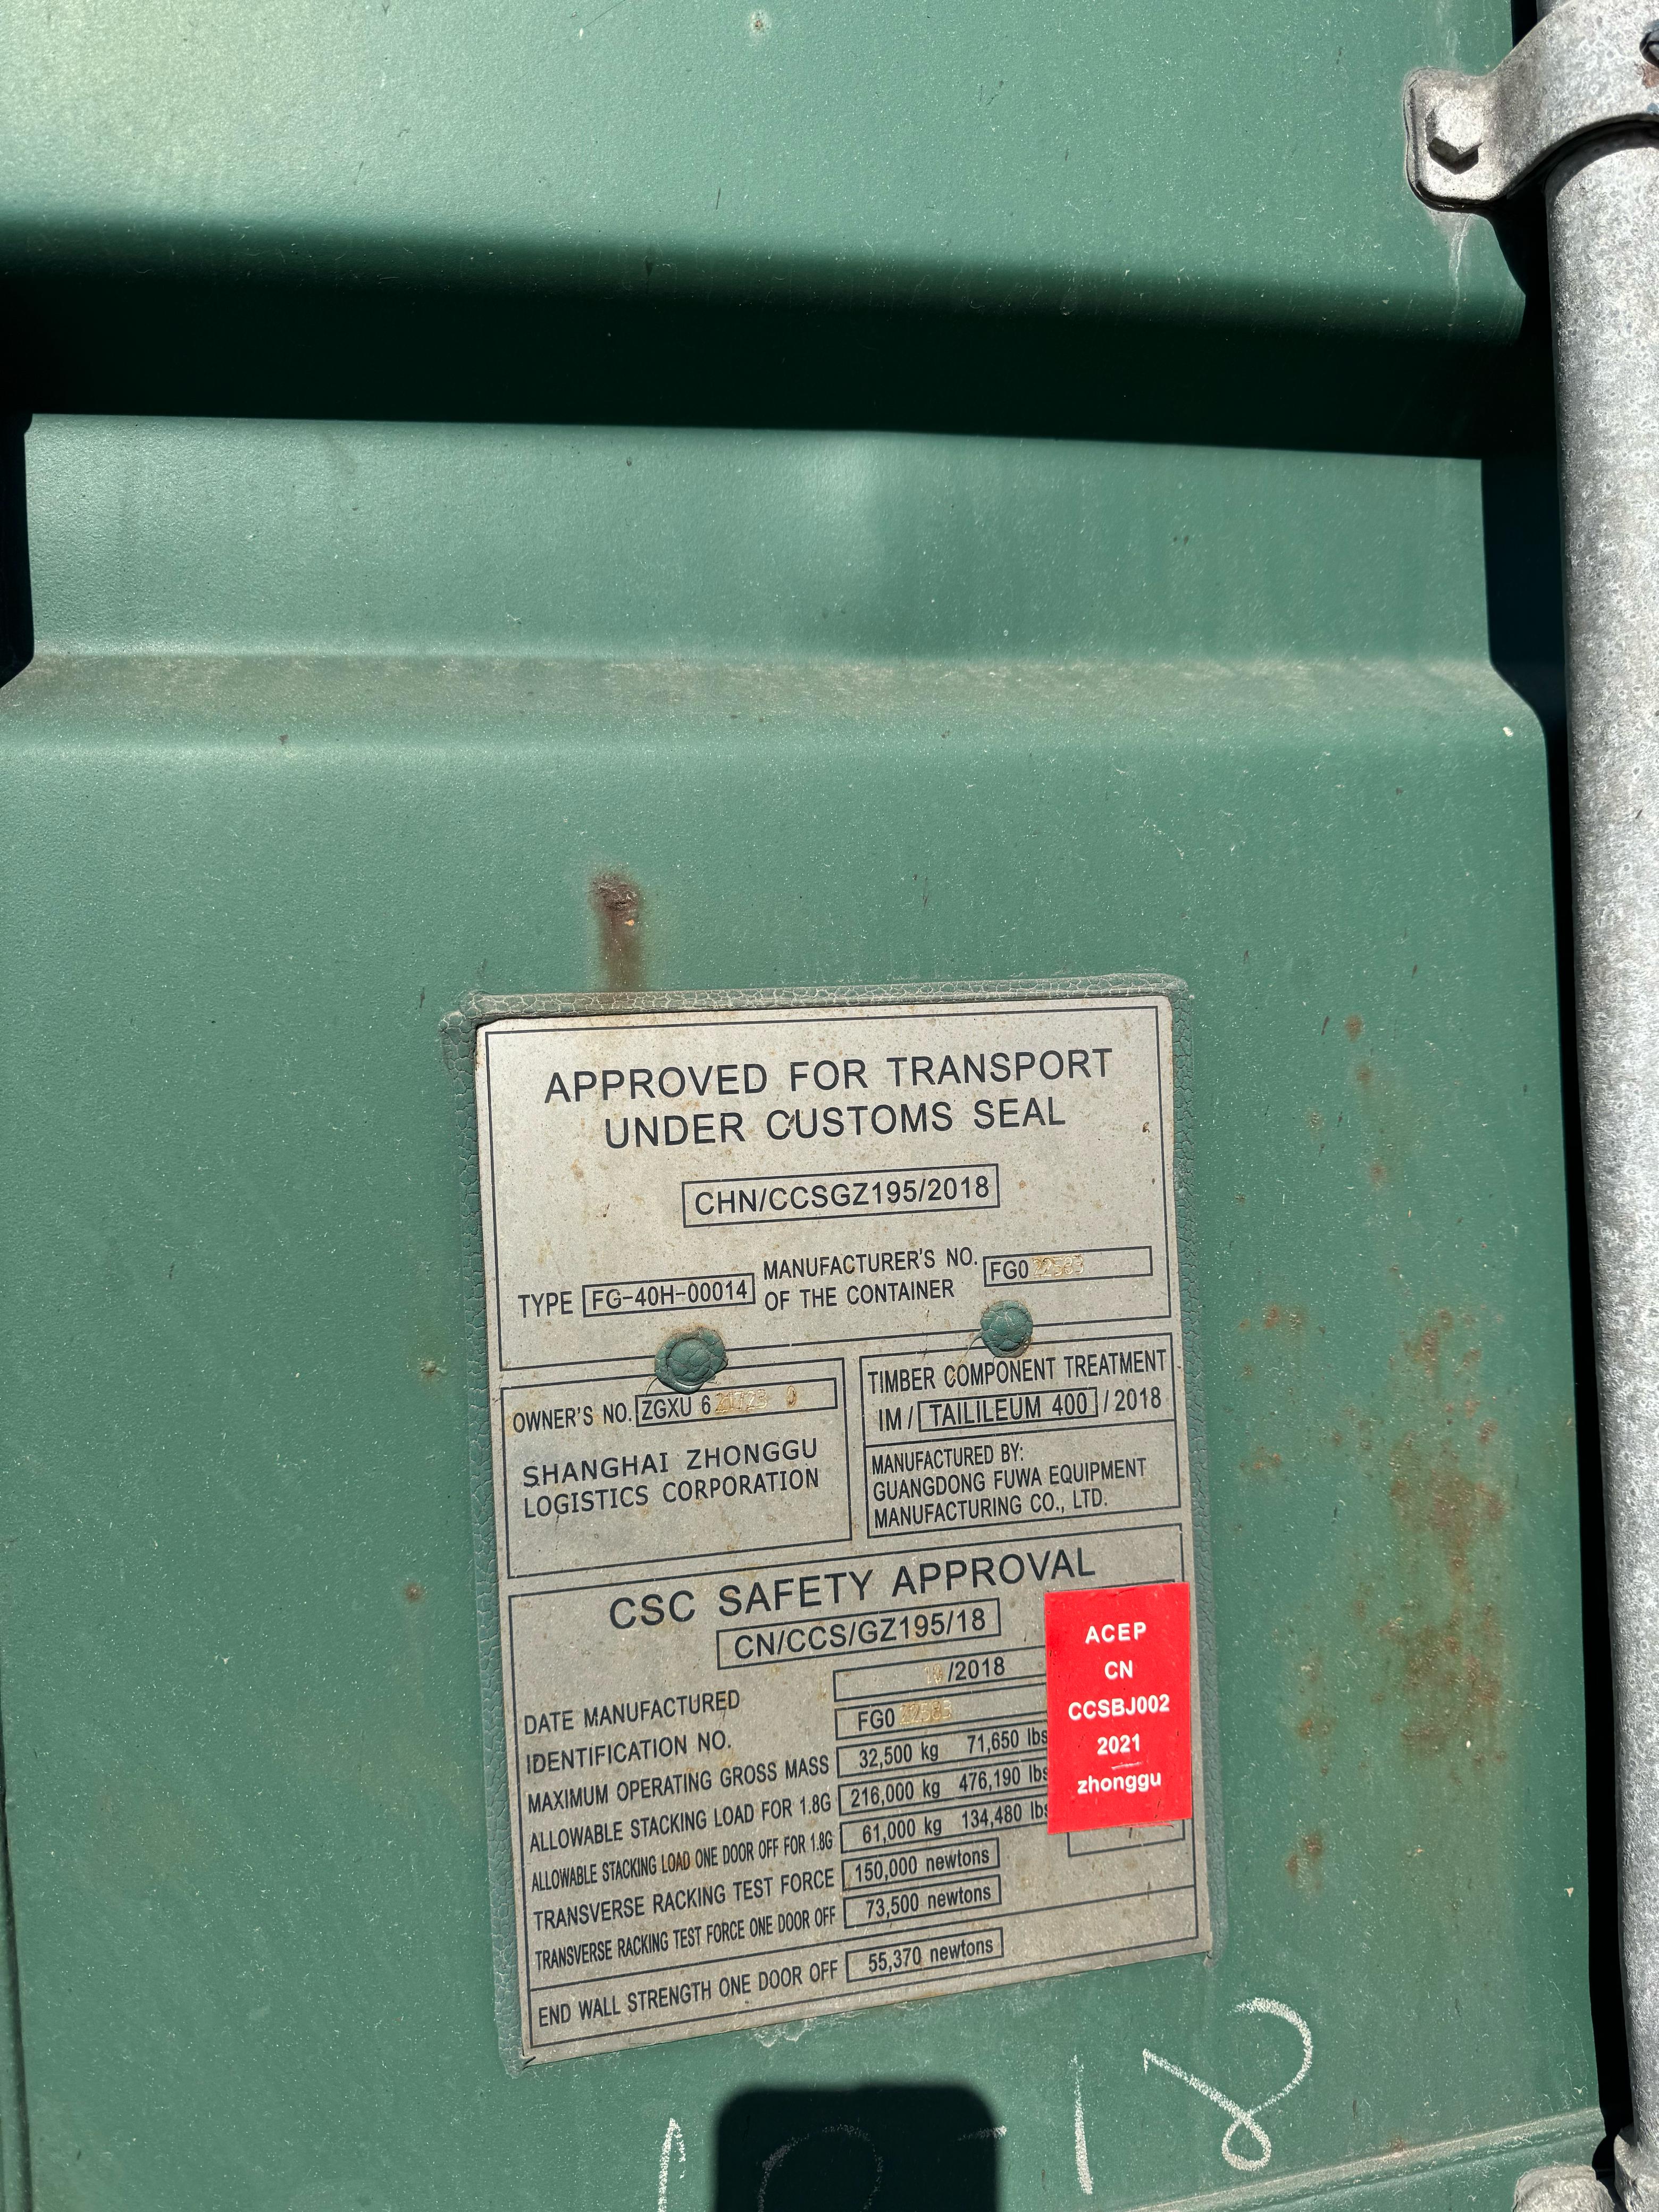 APPROVED FOR TRANSPORT
UNDER CUSTOMS SEAL
CHN/CCSGZ195/2018
TYPE FG-40H-00014
MANUFACTURER'S NO.
OF THE CONTAINER
FG022583
OWNER'S NO. ZGXU 6
SHANGHAI ZHONGGU
LOGISTICS CORPORATION
TIMBER COMPONENT TREATMENT
IM / TAILILEUM 400 / 2018
MANUFACTURED BY:
GUANGDONG FUWA EQUIPMENT
MANUFACTURING CO., LTD.
CSC SAFETY APPROVAL
CN/CCS/GZ195/18
DATE MANUFACTURED /2018
IDENTIFICATION NO. FG022583
MAXIMUM OPERATING GROSS MASS 32,500 kg 71,650 lbs
ALLOWABLE STACKING LOAD FOR 1.8G 216,000 kg 476,190 lbs
ALLOWABLE STACKING LOAD ONE DOOR OFF FOR 1.8G 61,000 kg 134,480 lbs
TRANSVERSE RACKING TEST FORCE 150,000 newtons
TRANSVERSE RACKING TEST FORCE ONE DOOR OFF 73,500 newtons
END WALL STRENGTH ONE DOOR OFF 55,370 newtons
ACEP
CN
CCSBJ002
2021
zhonggu